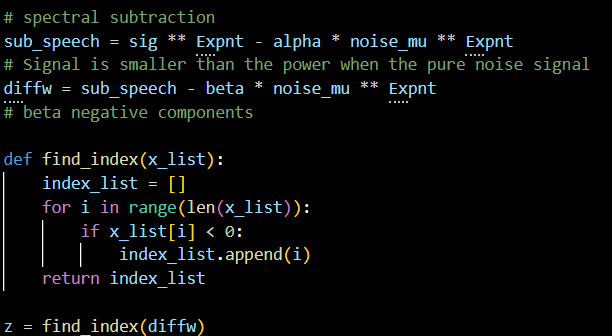 # spectral subtraction
sub_speech = sig ** Expnt - alpha * noise_mu ** Expnt
# Signal is smaller than the power when the pure noise signal
diffw = sub_speech - beta * noise_mu ** Expnt
# beta negative components
def find_index(x_list):
    index_list = []
    for i in range(len(x_list)):
        if x_list[i] < 0:
            index_list.append(i)
    return index_list
z = find_index(diffw)